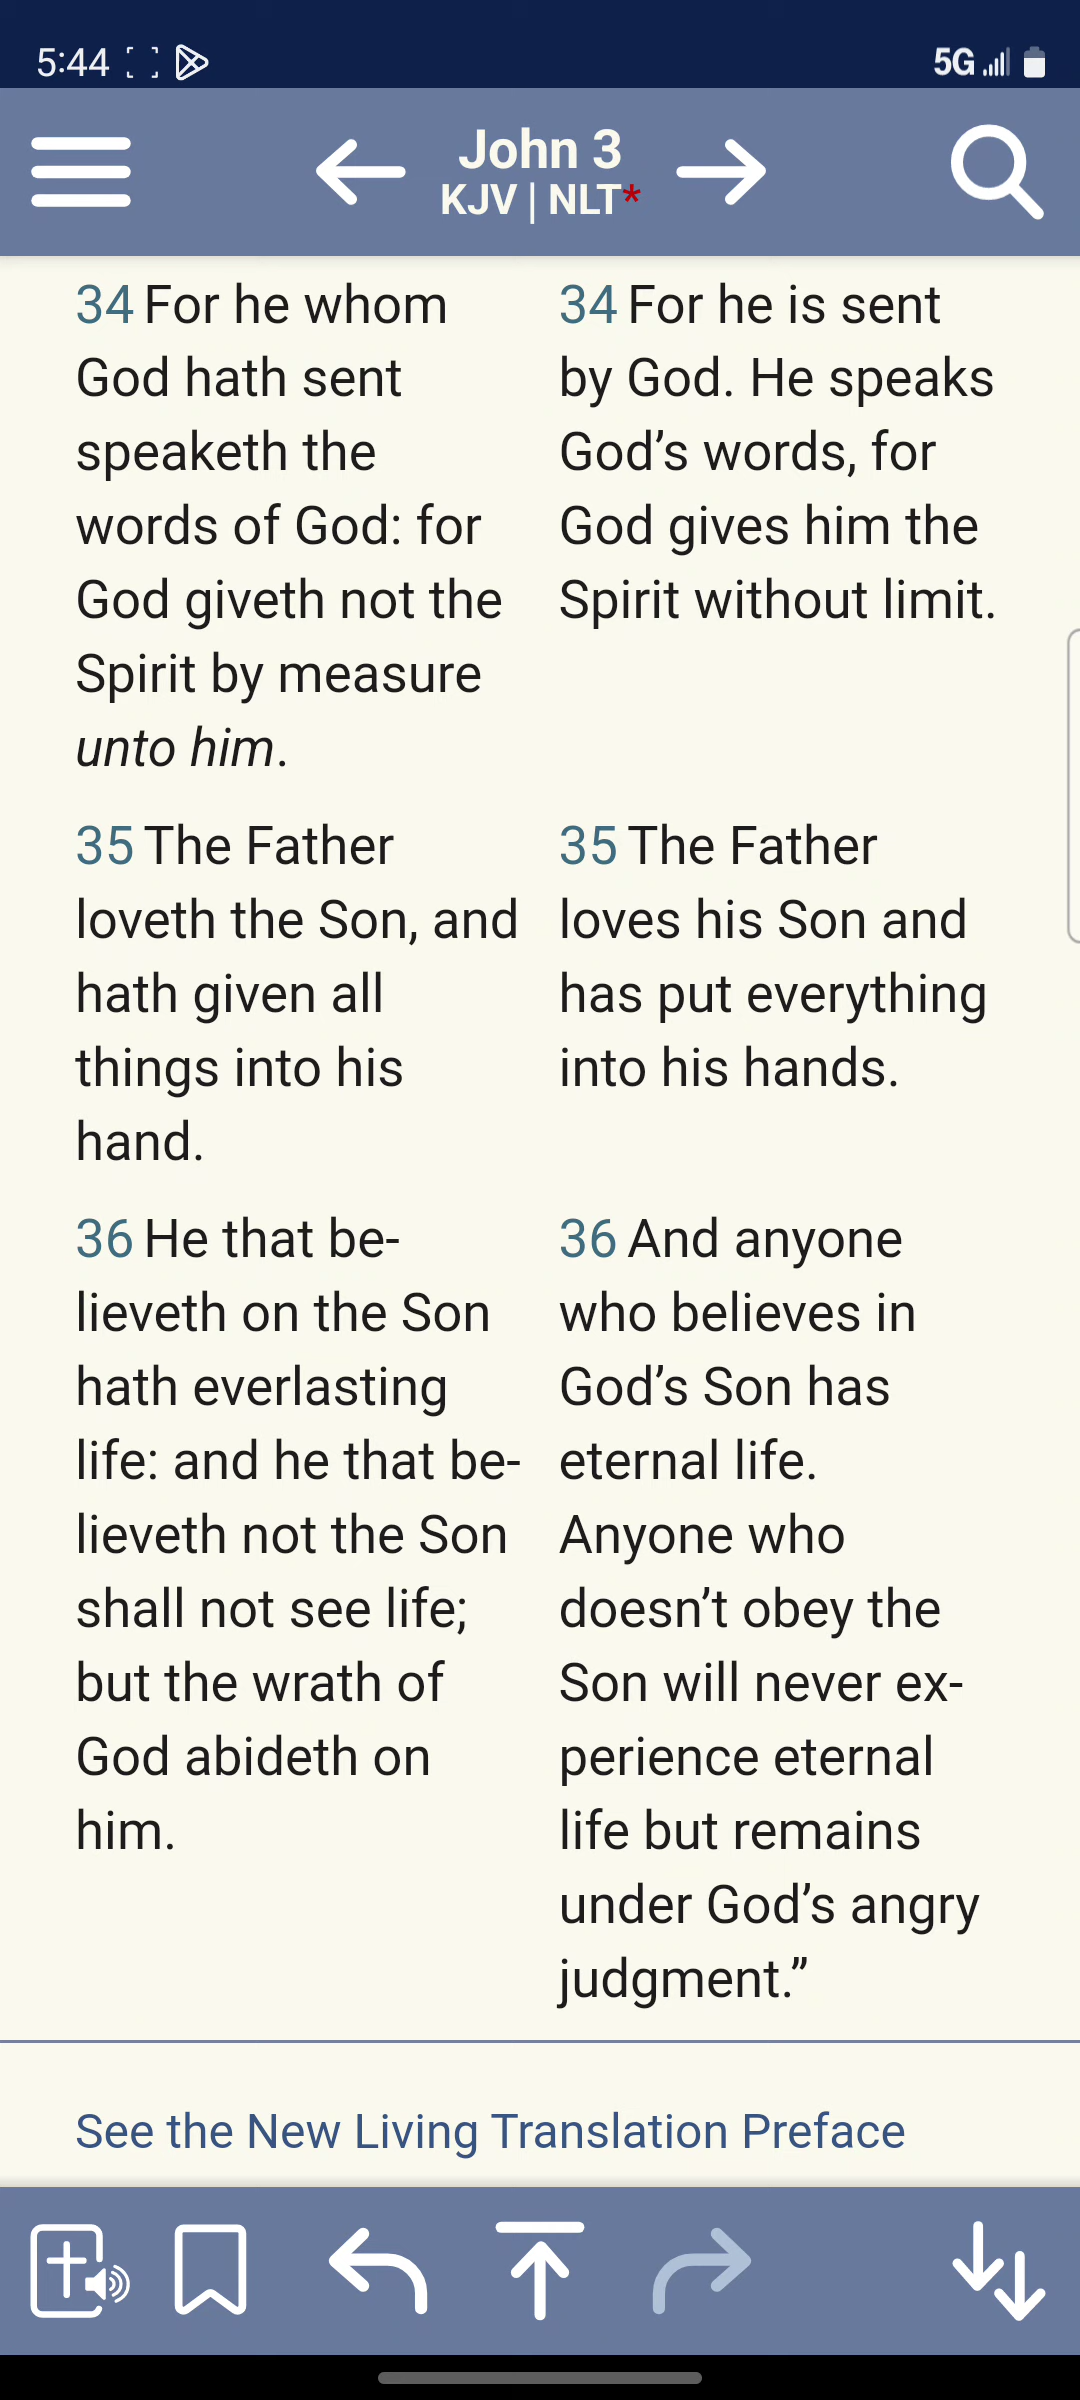 5:44
5G
John 3
KJV | NLT*
34 For he whom
God hath sent
speaketh the
words of God: for
God giveth not the
Spirit by measure
unto him.
34 For he is sent
by God. He speaks
God’s words, for
God gives him the
Spirit without limit.
35 The Father
loveth the Son, and
hath given all
things into his
hand.
35 The Father
loves his Son and
has put everything
into his hands.
36 He that be-
lieveth on the Son
hath everlasting
life: and he that be-
lieveth not the Son
shall not see life;
but the wrath of
God abideth on
him.
36 And anyone
who believes in
God’s Son has
eternal life.
Anyone who
doesn’t obey the
Son will never ex-
perience eternal
life but remains
under God’s angry
judgment.”
See the New Living Translation Preface